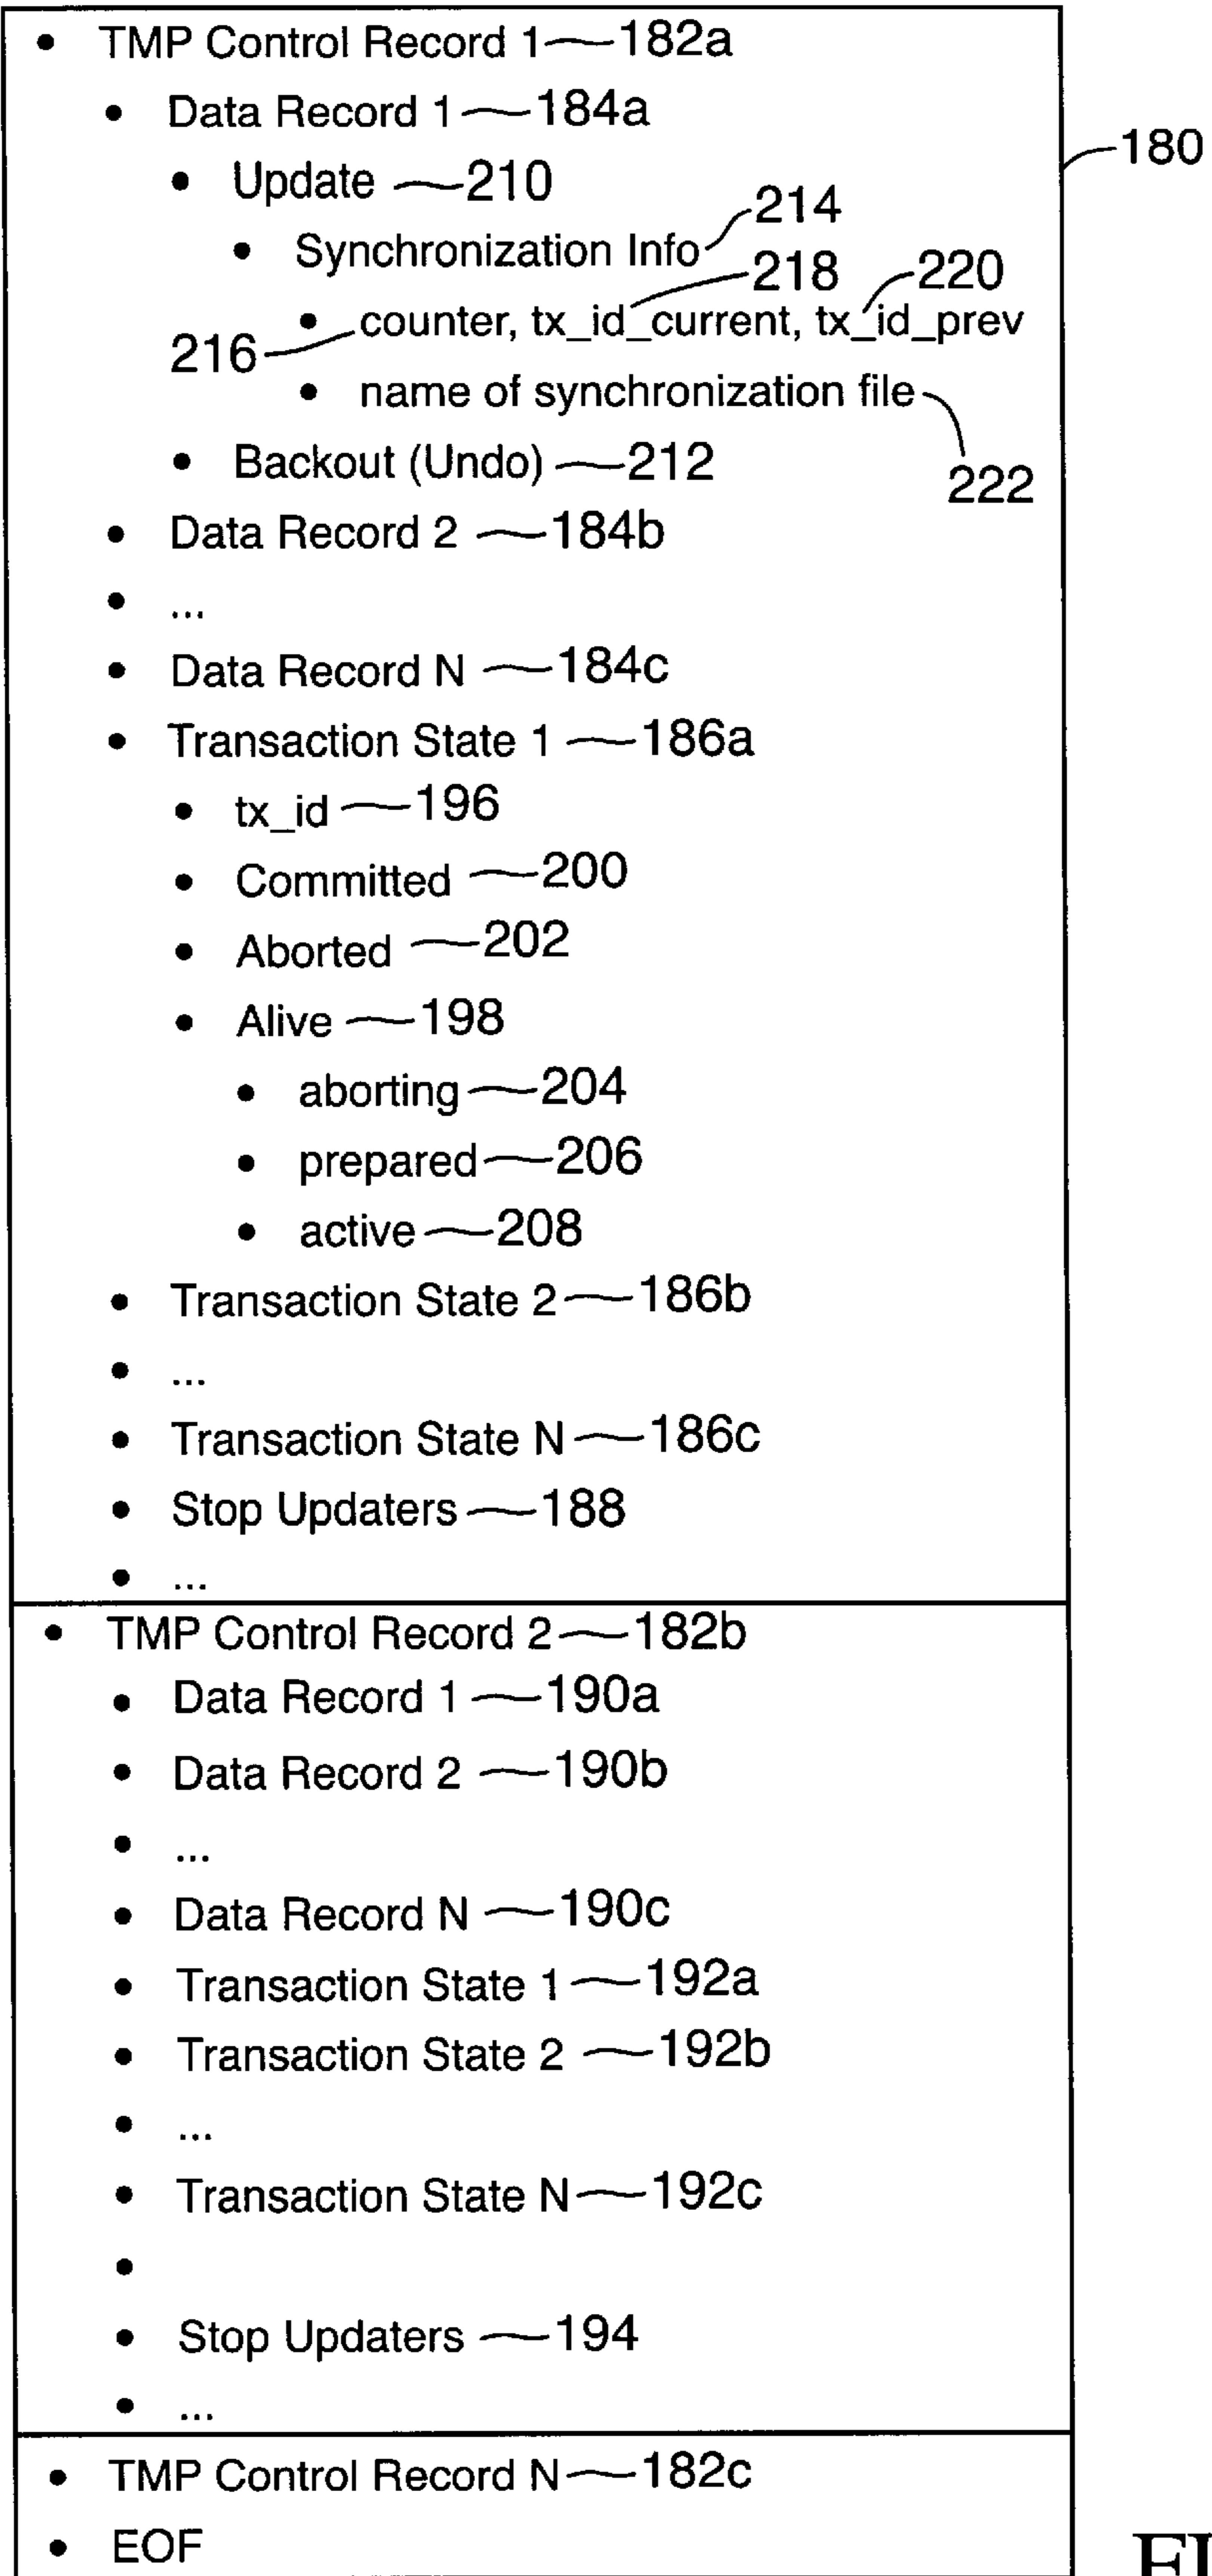 • TMP Control Record 1 182a
• Data Record 1 184a
180
• Update 210
214
• Synchronization Info
218 220
• counter, tx_id_current, tx_id_prev
216
• name of synchronization file
• Backout (Undo) 212
222
• Data Record 2 184b
• ...
• Data Record N 184c
• Transaction State 1 186a
• tx_id 196
• Committed 200
• Aborted 202
• Alive 198
• aborting 204
• prepared 206
• active 208
• Transaction State 2 186b
• ...
• Transaction State N 186c
• Stop Updaters 188
• ...
• TMP Control Record 2 182b
• Data Record 1 190a
• Data Record 2 190b
• ...
• Data Record N 190c
• Transaction State 1 192a
• Transaction State 2 192b
• ...
• Transaction State N 192c
•
• Stop Updaters 194
• ...
• TMP Control Record N 182c
• EOF